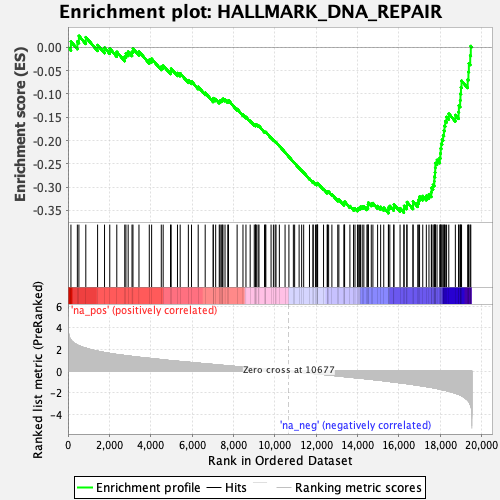 Enrichment plot: HALLMARK_DNA_REPAIR
Enrichment score (ES)
0.00
-0.05
-0.10
-0.15
-0.20
-0.25
-0.30
-0.35
'na_pos' (positively correlated)
Ranked list metric (PreRanked)
6
4
2
0
-2
-4
Zero cross at 10677
'na_neg' (negatively correlated)
0
2,000
4,000
6,000
8,000
10,000
12,000
14,000
16,000
18,000
20,000
Rank in Ordered Dataset
Enrichment profile
Hits
Ranking metric scores